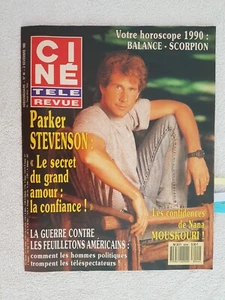 Votre horoscope 1990 :
BALANCE - SCORPION
CINÉ
TELE
REVUE
Parker
STEVENSON :
« Le secret
du grand
amour :
la confiance ! »
LA GUERRE CONTRE
LES FEUILLETONS AMÉRICAINS :
comment les hommes politiques
trompent les téléspectateurs !
Les confidences
de Nana
MOUSKOURI !